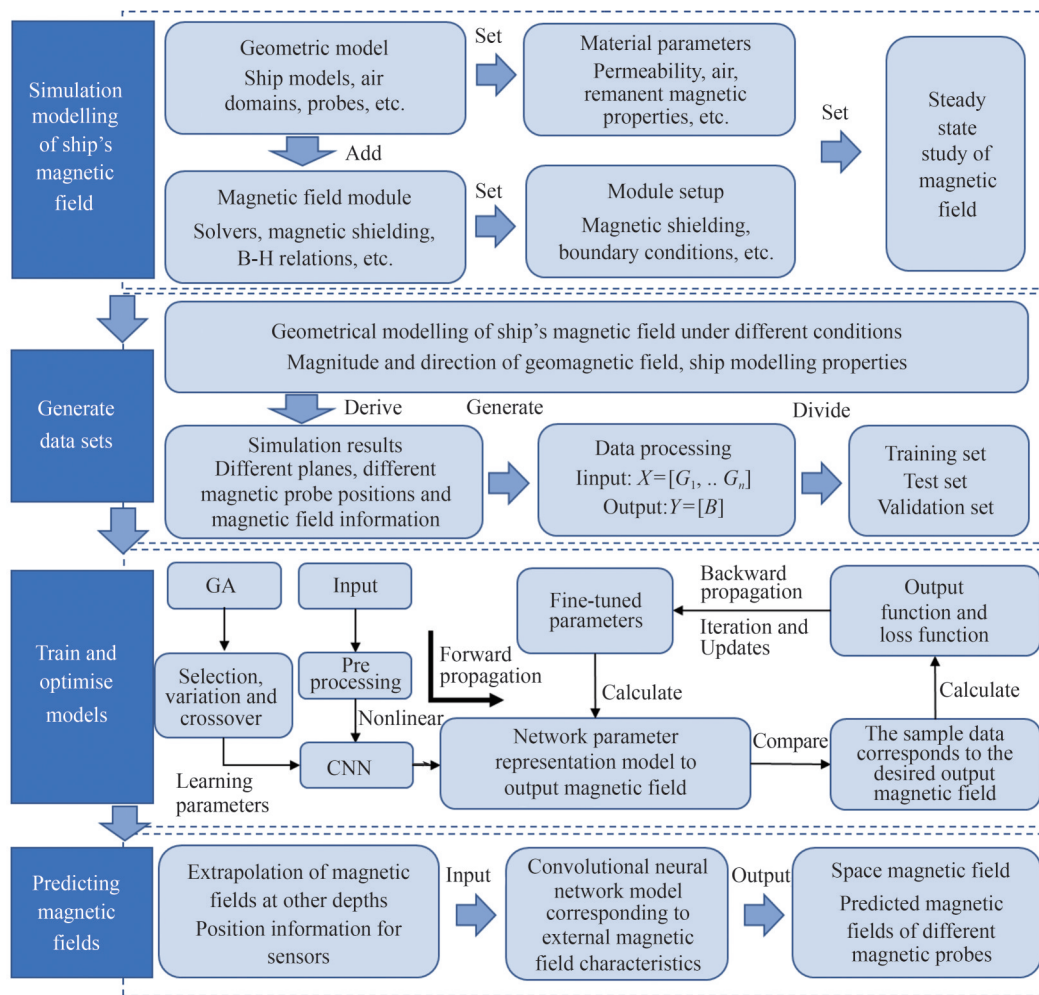 Simulation
modelling
of ship's
magnetic
field
Geometric model
Ship models, air
domains, probes, etc.
Set
Material parameters
Permeability, air,
remanent magnetic
properties, etc.
Add
Magnetic field module
Solvers, magnetic shielding,
B-H relations, etc.
Set
Module setup
Magnetic shielding,
boundary conditions, etc.
Set
Steady
state
study of
magnetic
field
Generate
data sets
Geometrical modelling of ship's magnetic field under different conditions
Magnitude and direction of geomagnetic field, ship modelling properties
Derive
Generate
Divide
Simulation results
Different planes, different
magnetic probe positions and
magnetic field information
Data processing
Iinput: X=[G₁, .. Gₙ]
Output:Y=[B]
Training set
Test set
Validation set
Train and
optimise
models
GA
Selection,
variation and
crossover
Learning
parameters
Input
Pre
processing
Nonlinear
CNN
Forward
propagation
Fine-tuned
parameters
Calculate
Network parameter
representation model to
output magnetic field
Compare
The sample data
corresponds to the
desired output
magnetic field
Calculate
Output
function and
loss function
Backward
propagation
Iteration and
Updates
Predicting
magnetic
fields
Extrapolation of magnetic
fields at other depths
Position information for
sensors
Input
Convolutional neural
network model
corresponding to
external magnetic
field characteristics
Output
Space magnetic field
Predicted magnetic
fields of different
magnetic probes